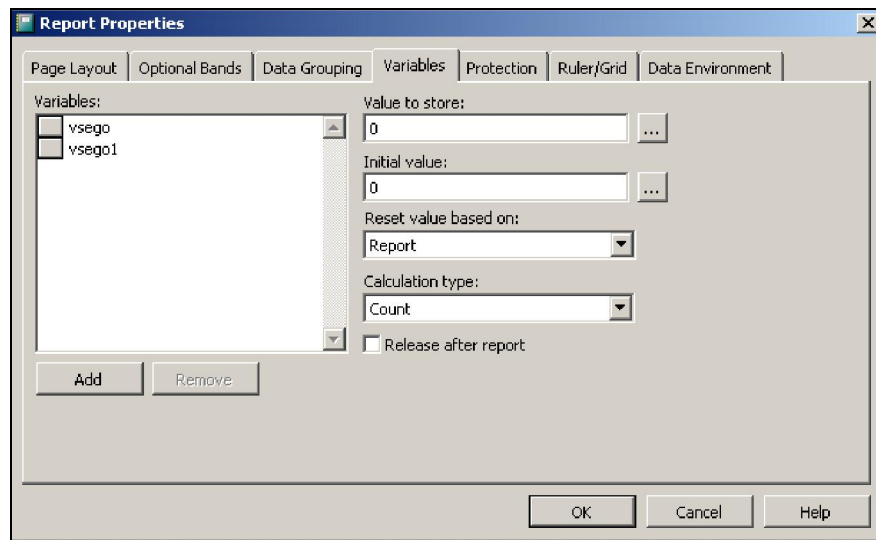 Report Properties
Page Layout Optional Bands Data Grouping Variables Protection Ruler/Grid Data Environment
Variables:
vsego
vsego1
Add Remove
Value to store:
0 ...
Initial value:
0 ...
Reset value based on:
Report
Calculation type:
Count
Release after report
OK Cancel Help